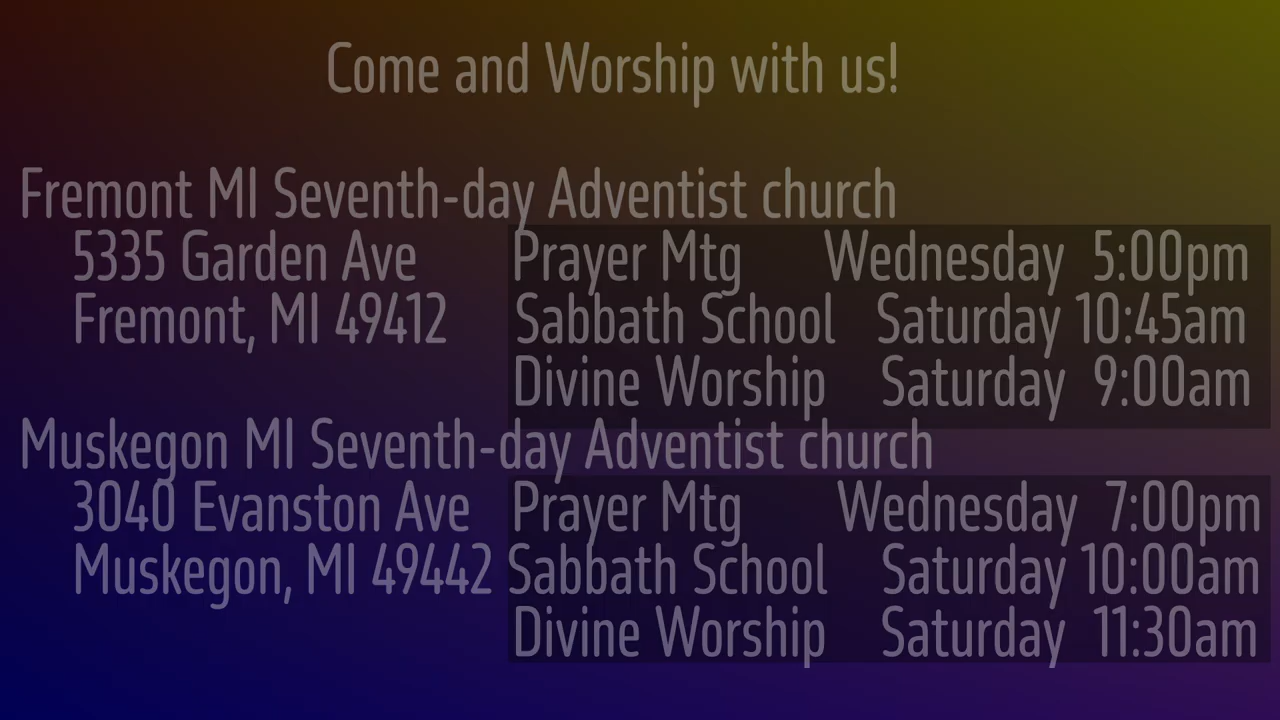 Come and Worship with us!
Fremont MI Seventh-day Adventist church
5335 Garden Ave Prayer Mtg Wednesday 5:00pm
Fremont, MI 49412 Sabbath School Saturday 10:45am
Divine Worship Saturday 9:00am
Muskegon MI Seventh-day Adventist church
3040 Evanston Ave Prayer Mtg Wednesday 7:00pm
Muskegon, MI 49442 Sabbath School Saturday 10:00am
Divine Worship Saturday 11:30am